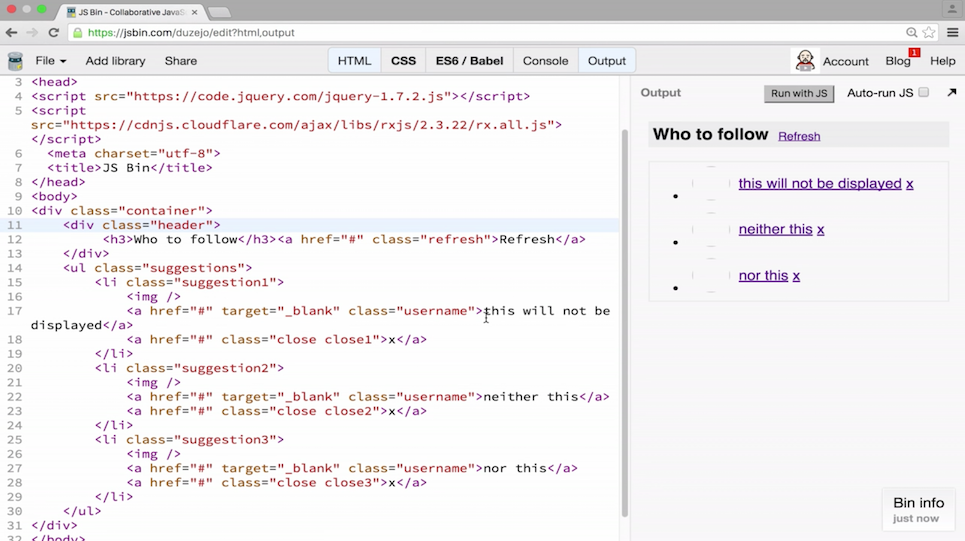 JS Bin - Collaborative JavaS
https://jsbin.com/duzejo/edit?html,output
File Add library Share HTML CSS ES6 / Babel Console Output Account Blog 1 Help
3 <head>
4 <script src="https://code.jquery.com/jquery-1.7.2.js"></script>
5 <script
src="https://cdnjs.cloudflare.com/ajax/libs/rxjs/2.3.22/rx.all.js">
</script>
6 <meta charset="utf-8">
7 <title>JS Bin</title>
8 </head>
9 <body>
10 <div class="container">
11 <div class="header">
12 <h3>Who to follow</h3><a href="#" class="refresh">Refresh</a>
13 </div>
14 <ul class="suggestions">
15 <li class="suggestion1">
16 <img />
17 <a href="#" target="_blank" class="username">this will not be
displayed</a>
18 <a href="#" class="close close1">x</a>
19 </li>
20 <li class="suggestion2">
21 <img />
22 <a href="#" target="_blank" class="username">neither this</a>
23 <a href="#" class="close close2">x</a>
24 </li>
25 <li class="suggestion3">
26 <img />
27 <a href="#" target="_blank" class="username">nor this</a>
28 <a href="#" class="close close3">x</a>
29 </li>
30 </ul>
31 </div>
32 </body>
Output Run with JS Auto-run JS
Who to follow Refresh
this will not be displayed x
neither this x
nor this x
Bin info
just now